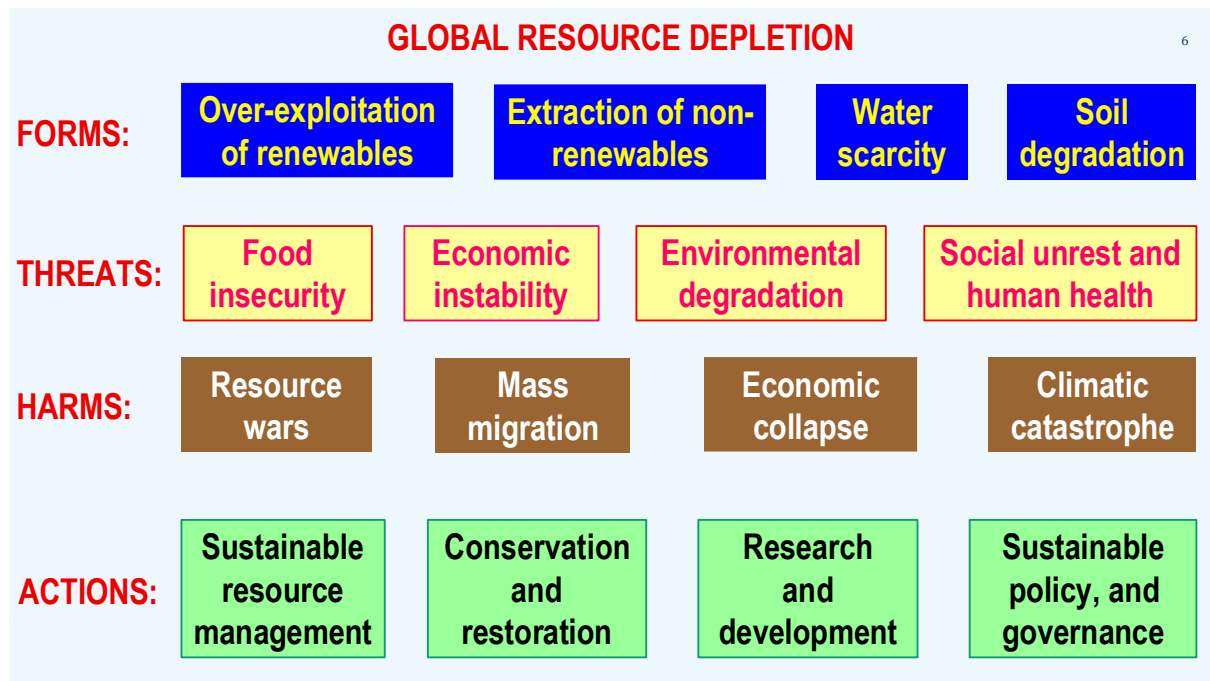 GLOBAL RESOURCE DEPLETION
6
FORMS:
Over-exploitation
of renewables
Extraction of non-
renewables
Water
scarcity
Soil
degradation
THREATS:
Food
insecurity
Economic
instability
Environmental
degradation
Social unrest and
human health
HARMS:
Resource
wars
Mass
migration
Economic
collapse
Climatic
catastrophe
ACTIONS:
Sustainable
resource
management
Conservation
and
restoration
Research
and
development
Sustainable
policy, and
governance